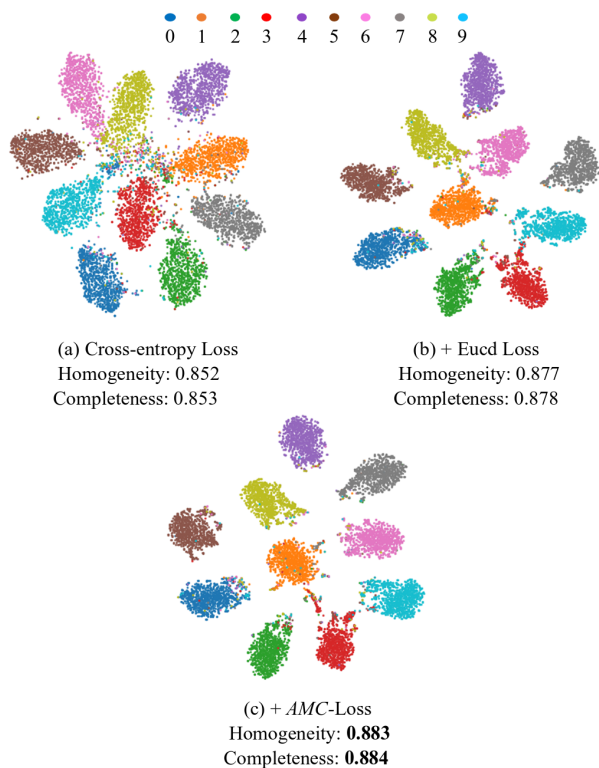 0 1 2 3 4 5 6 7 8 9
(a) Cross-entropy Loss
Homogeneity: 0.852
Completeness: 0.853
(b) + Eucd Loss
Homogeneity: 0.877
Completeness: 0.878
(c) + AMC-Loss
Homogeneity: 0.883
Completeness: 0.884